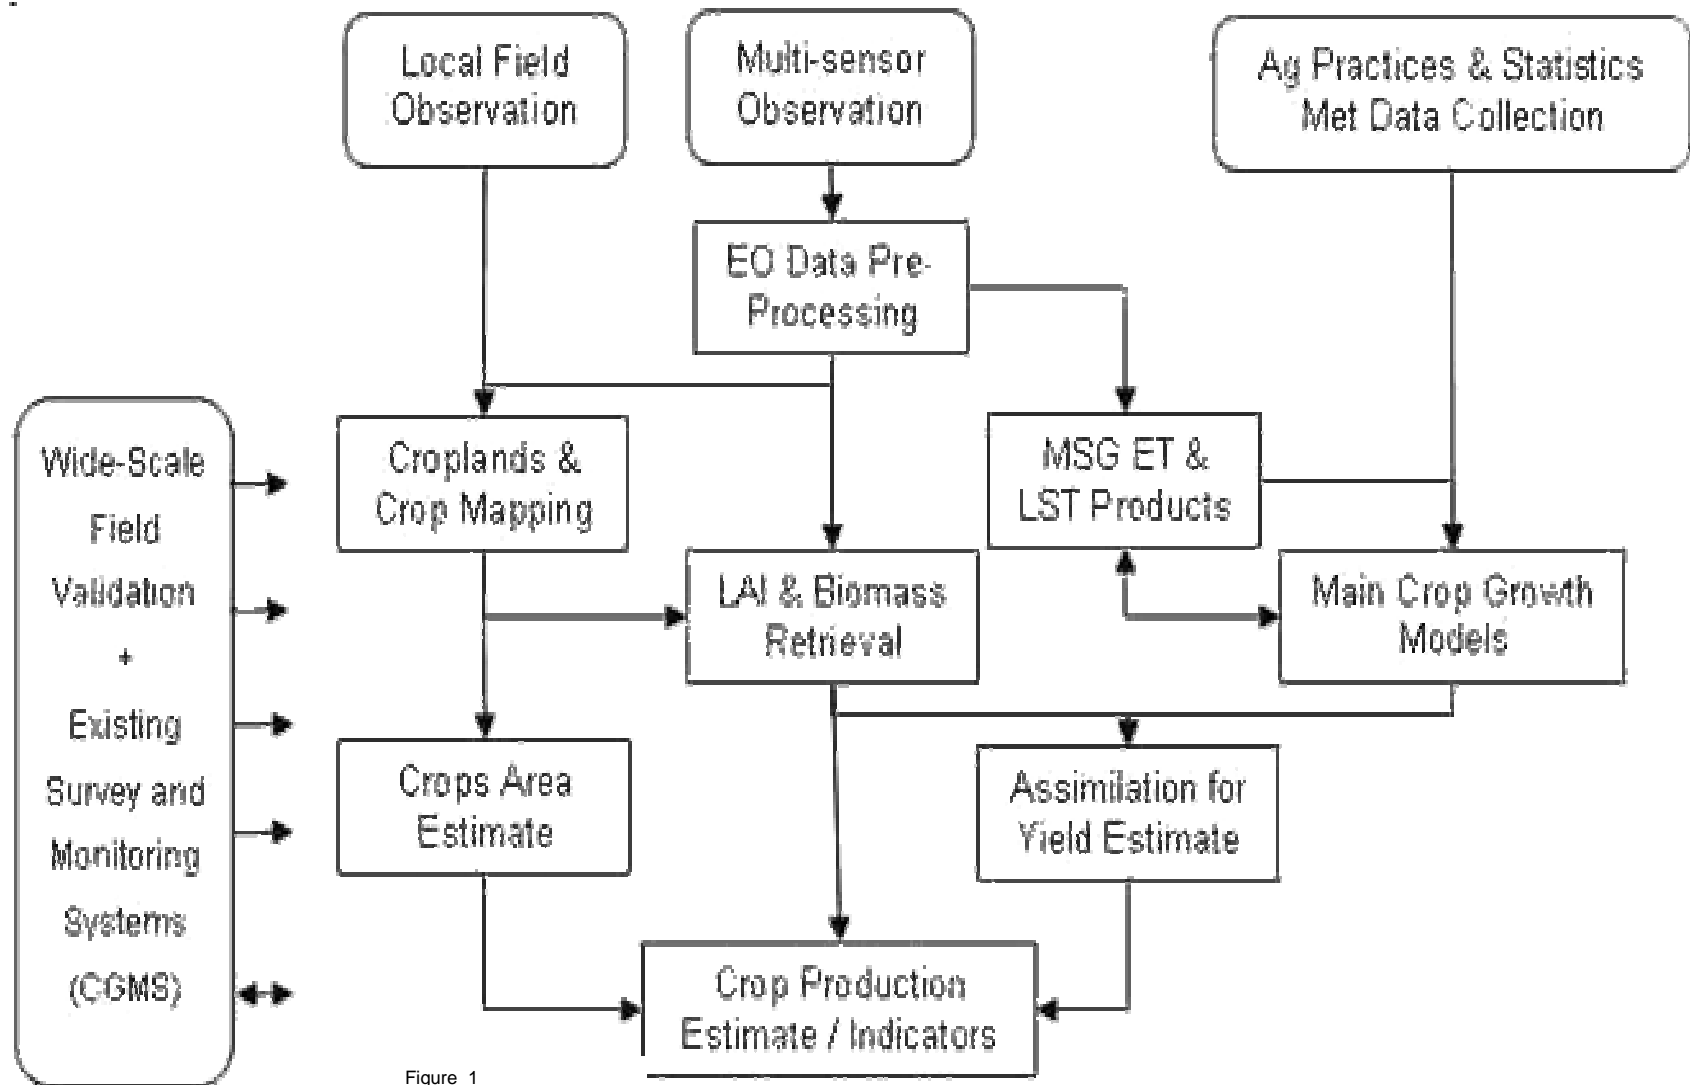 Local Field
Observation
Multi-sensor
Observation
Ag Practices & Statistics
Met Data Collection
EO Data Pre-
Processing
Croplands &
Crop Mapping
MSG ET &
LST Products
LAI & Biomass
Retrieval
Main Crop Growth
Models
Wide-Scale
Field
Validation
+
Existing
Survey and
Monitoring
Systems
(CGMS)
Crops Area
Estimate
Assimilation for
Yield Estimate
Crop Production
Estimate / Indicators
Figure 1